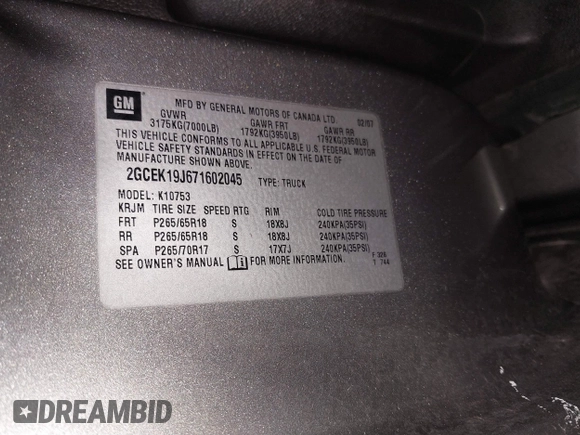 GM
MFD BY GENERAL MOTORS OF CANADA LTD
02/07
GVWR GAWR FRT GAWR RR
3175KG(7000LB) 1792KG(3950LB) 1792KG(3950LB)
THIS VEHICLE CONFORMS TO ALL APPLICABLE U.S. FEDERAL MOTOR
VEHICLE SAFETY STANDARDS IN EFFECT ON THE DATE OF
MANUFACTURE SHOWN ABOVE.
2GCEK19J671602045 TYPE: TRUCK
MODEL: K10753
KRJM TIRE SIZE SPEED RTG RIM COLD TIRE PRESSURE
FRT P265/65R18 S 18X8J 240KPA(35PSI)
RR P265/65R18 S 18X8J 240KPA(35PSI)
SPA P265/70R17 S 17X7J 240KPA(35PSI)
SEE OWNER'S MANUAL FOR MORE INFORMATION.
DREAMBID